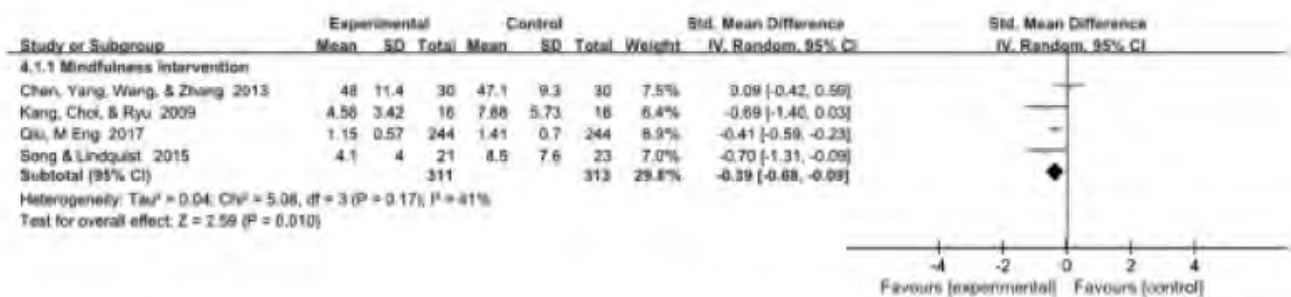 Experimental Control Std. Mean Difference Std. Mean Difference
Study or Subgroup Mean SD Total Mean SD Total Weight IV, Random, 95% CI IV, Random, 95% CI
4.1.1 Mindfulness intervention
Chen, Yang, Wang, & Zhang 2013 48 11.4 30 47.1 9.3 30 7.5% 0.09 [-0.42, 0.59]
Kang, Choi, & Ryu 2009 4.56 3.42 16 7.88 5.73 16 6.4% -0.69 [-1.40, 0.03]
Qiu, M Eng 2017 1.15 0.57 244 1.41 0.7 244 8.9% -0.41 [-0.59, -0.23]
Song & Lindquist 2015 4.1 4 21 8.5 7.6 23 7.0% -0.70 [-1.31, -0.09]
Subtotal (95% CI) 311 313 29.8% -0.39 [-0.68, -0.09]
Heterogeneity: Tau² = 0.04; Chi² = 5.08, df = 3 (P = 0.17); I² = 41%
Test for overall effect: Z = 2.59 (P = 0.010)
-4 -2 0 2 4
Favours [experimental] Favours [control]